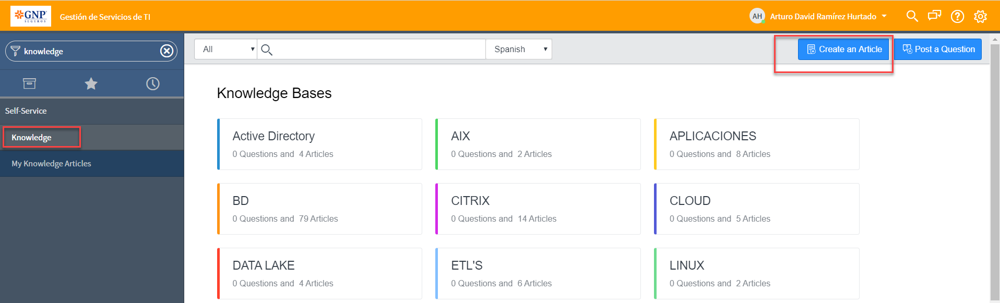 GNP
SEGUROS
Gestión de Servicios de TI
AH
Arturo David Ramírez Hurtado
knowledge
All
Spanish
Create an Article
Post a Question
Self-Service
Knowledge
My Knowledge Articles
Knowledge Bases
Active Directory
0 Questions and 4 Articles
AIX
0 Questions and 2 Articles
APLICACIONES
0 Questions and 8 Articles
BD
0 Questions and 79 Articles
CITRIX
0 Questions and 14 Articles
CLOUD
0 Questions and 5 Articles
DATA LAKE
0 Questions and 4 Articles
ETL'S
0 Questions and 6 Articles
LINUX
0 Questions and 2 Articles